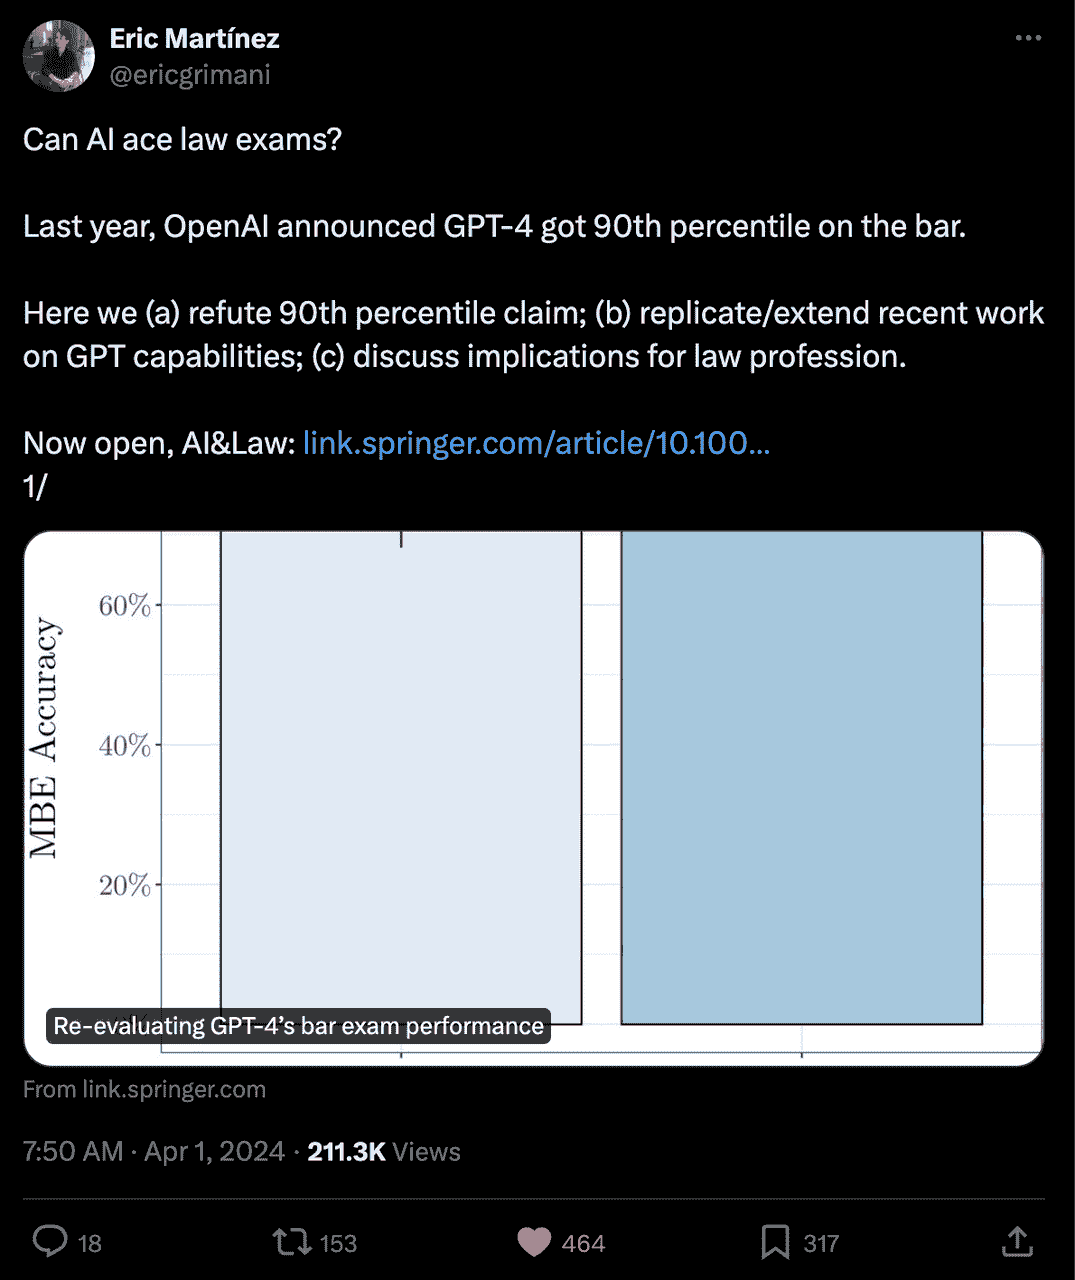 Eric Martínez
@ericgrimani
Can AI ace law exams?
Last year, OpenAI announced GPT-4 got 90th percentile on the bar.
Here we (a) refute 90th percentile claim; (b) replicate/extend recent work
on GPT capabilities; (c) discuss implications for law profession.
Now open, AI&Law: link.springer.com/article/10.100...
1/
MBE Accuracy
60%
40%
20%
Re-evaluating GPT-4's bar exam performance
From link.springer.com
7:50 AM · Apr 1, 2024 · 211.3K Views
18 153 464 317